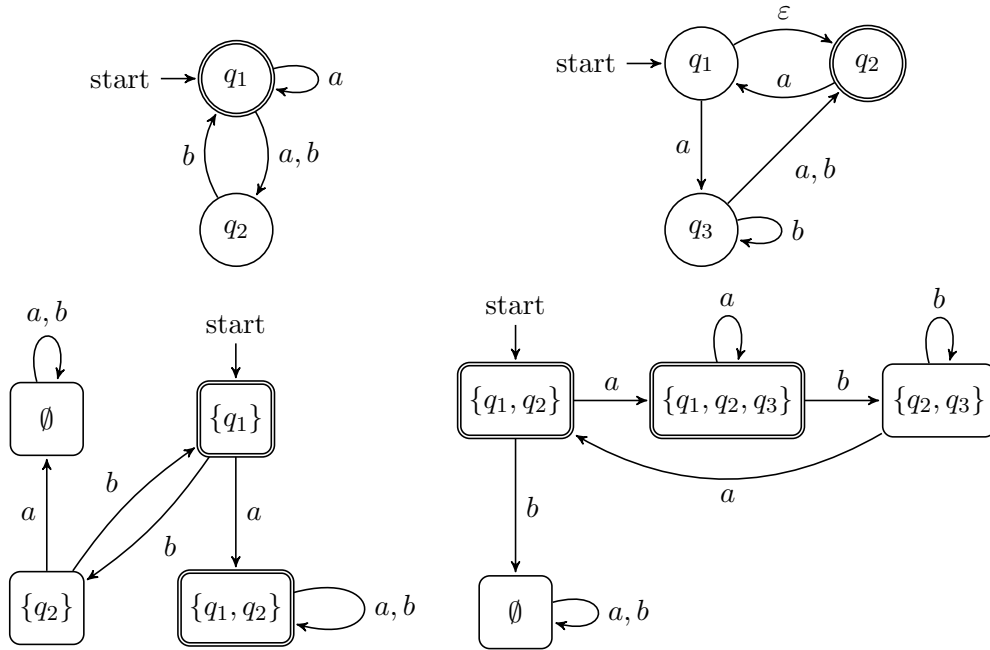 ε
start q₁ a
start q₁ a q₂
b a, b
a a, b
q₂
q₃ b
a, b
start
start
a
b
∅
{q₁}
{q₁, q₂} a {q₁, q₂, q₃} b {q₂, q₃}
b
a
a
b
a
b
{q₂}
{q₁, q₂} a, b
∅ a, b